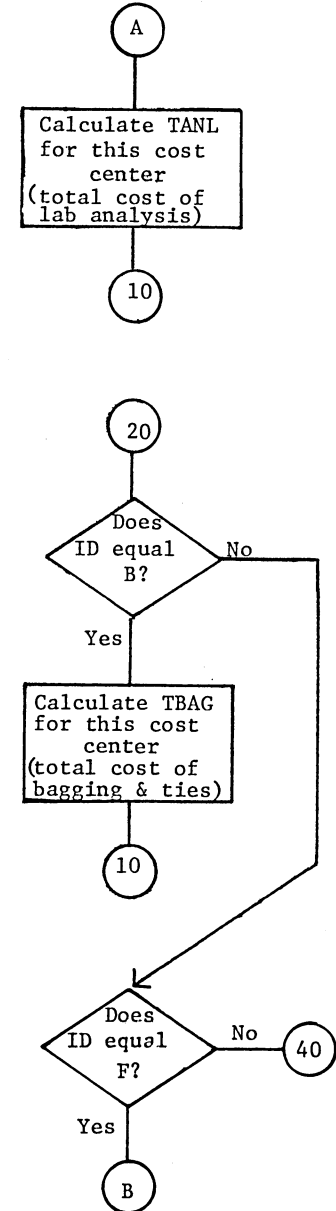 A
Calculate TANL
for this cost
center
(total cost of
lab analysis)
10
20
Does
ID equal
B?
No
Yes
Calculate TBAG
for this cost
center
(total cost of
bagging & ties)
10
Does
ID equal
F?
No
40
Yes
B